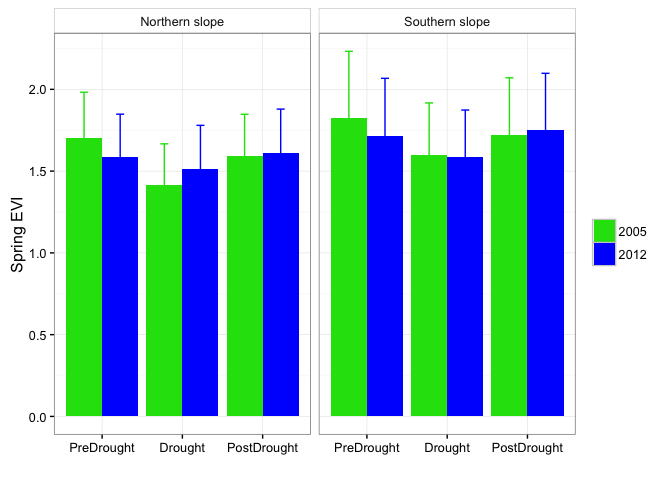 Northern slope
Southern slope
Spring EVI
2.0
1.5
1.0
0.5
0.0
PreDrought
Drought
PostDrought
PreDrought
Drought
PostDrought
2005
2012